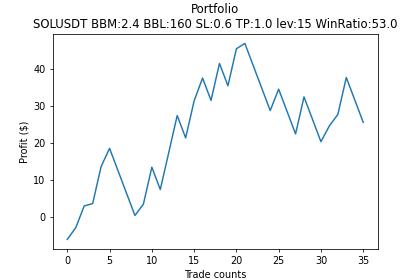 Portfolio
SOLUSDT BBM:2.4 BBL:160 SL:0.6 TP:1.0 lev:15 WinRatio:53.0
40
30
20
10
0
Profit ($)
0 5 10 15 20 25 30 35
Trade counts